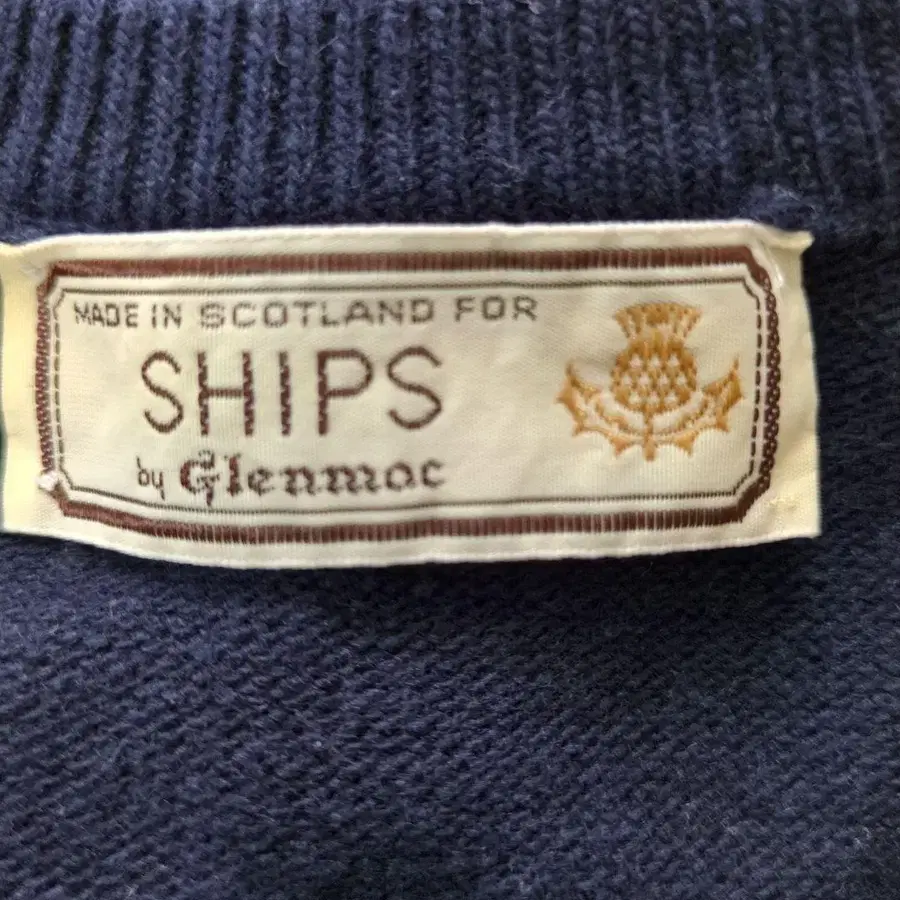 MADE IN SCOTLAND FOR
SHIPS
by Glenmac